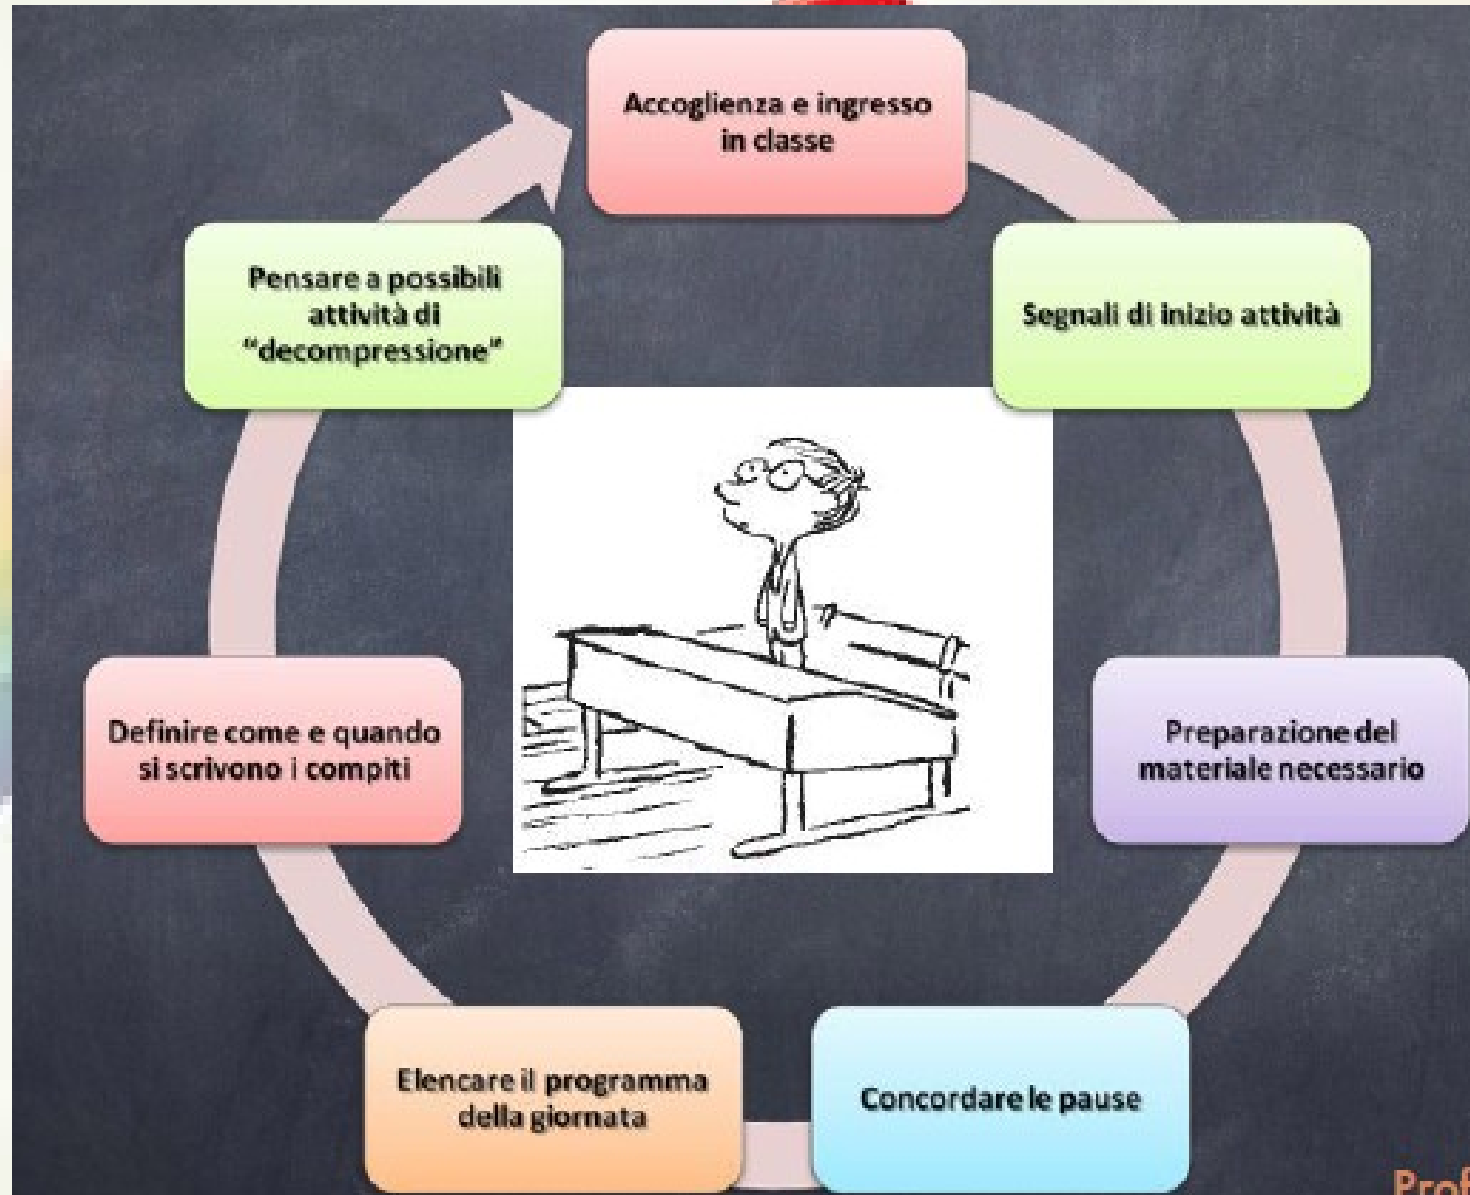 Accoglienza e ingresso
in classe
Segnali di inizio attività
Preparazione del
materiale necessario
Concordare le pause
Elencare il programma
della giornata
Definire come e quando
si scrivono i compiti
Pensare a possibili
attività di
"decompressione"
Prof